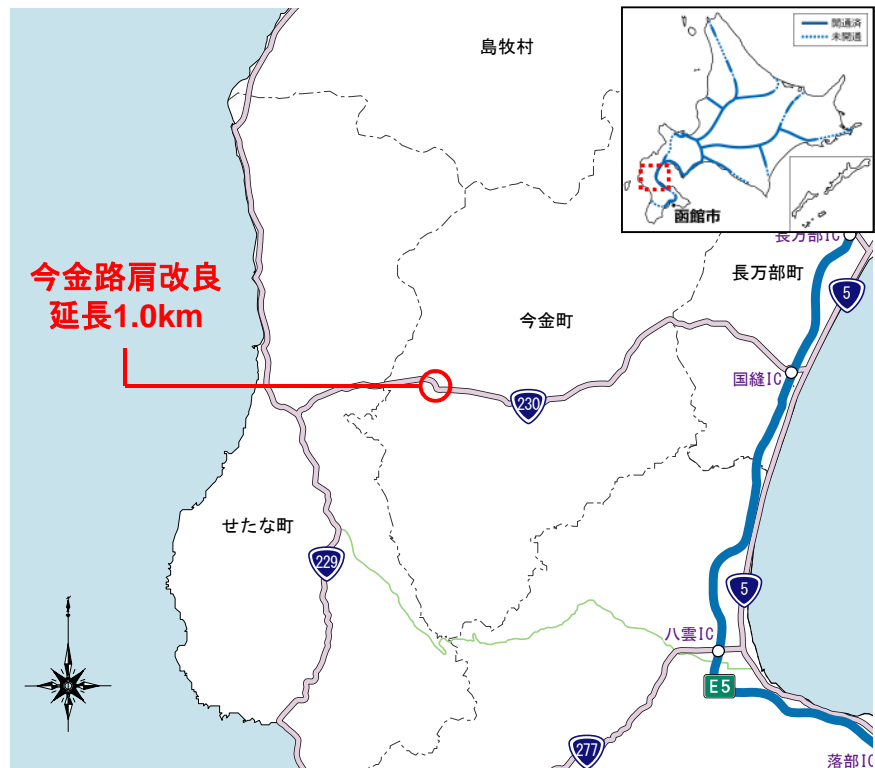 島牧村
開通済
未開通
函館市
長万部IC
長万部町
5
今金路肩改良
延長1.0km
今金町
国縫IC
230
せたな町
229
5
八雲IC
E5
277
落部IC